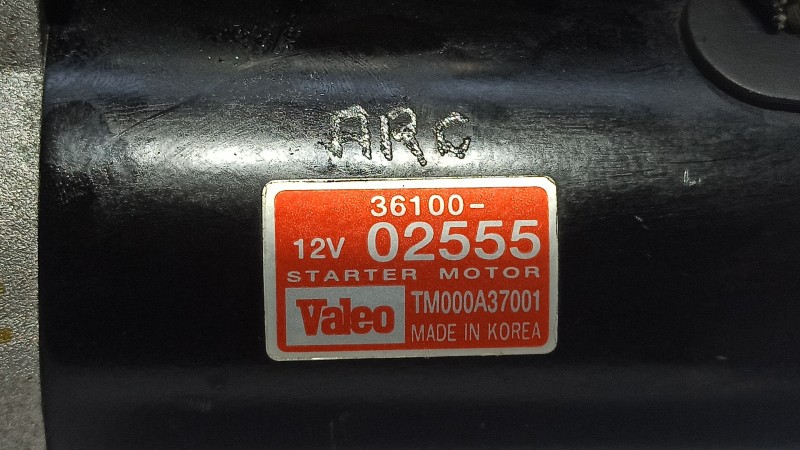 ARC
36100-
12V 02555
STARTER MOTOR
Valeo TM000A37001
MADE IN KOREA